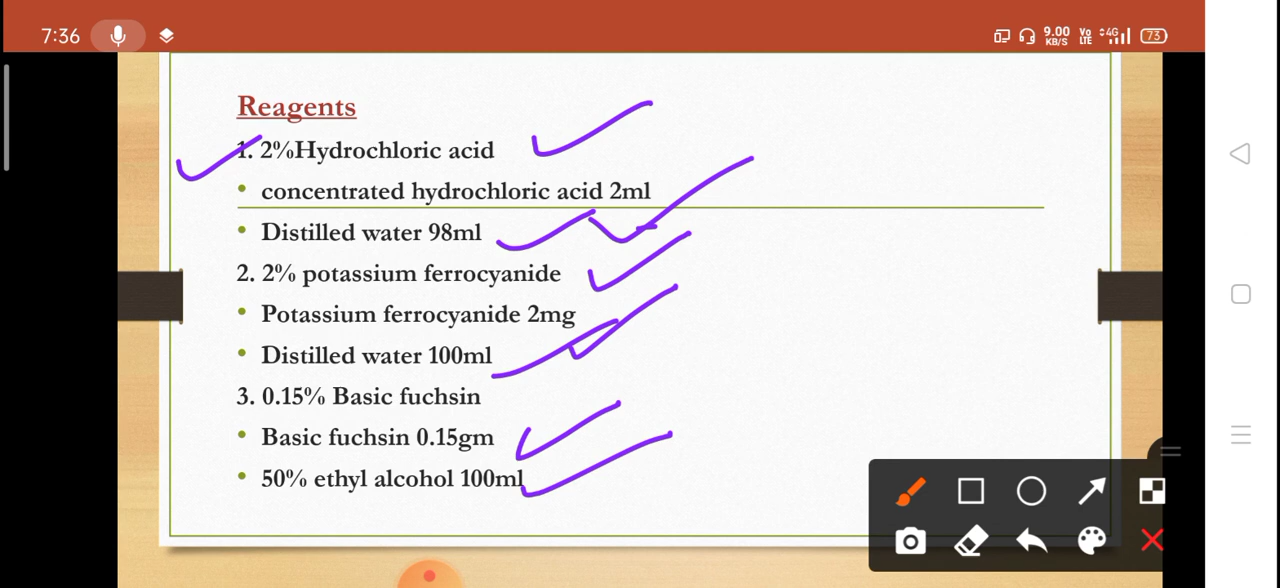 7:36
9.00
KB/S
Vo
LTE
4G
73
Reagents
1. 2%Hydrochloric acid
• concentrated hydrochloric acid 2ml
• Distilled water 98ml
2. 2% potassium ferrocyanide
• Potassium ferrocyanide 2mg
• Distilled water 100ml
3. 0.15% Basic fuchsin
• Basic fuchsin 0.15gm
• 50% ethyl alcohol 100ml